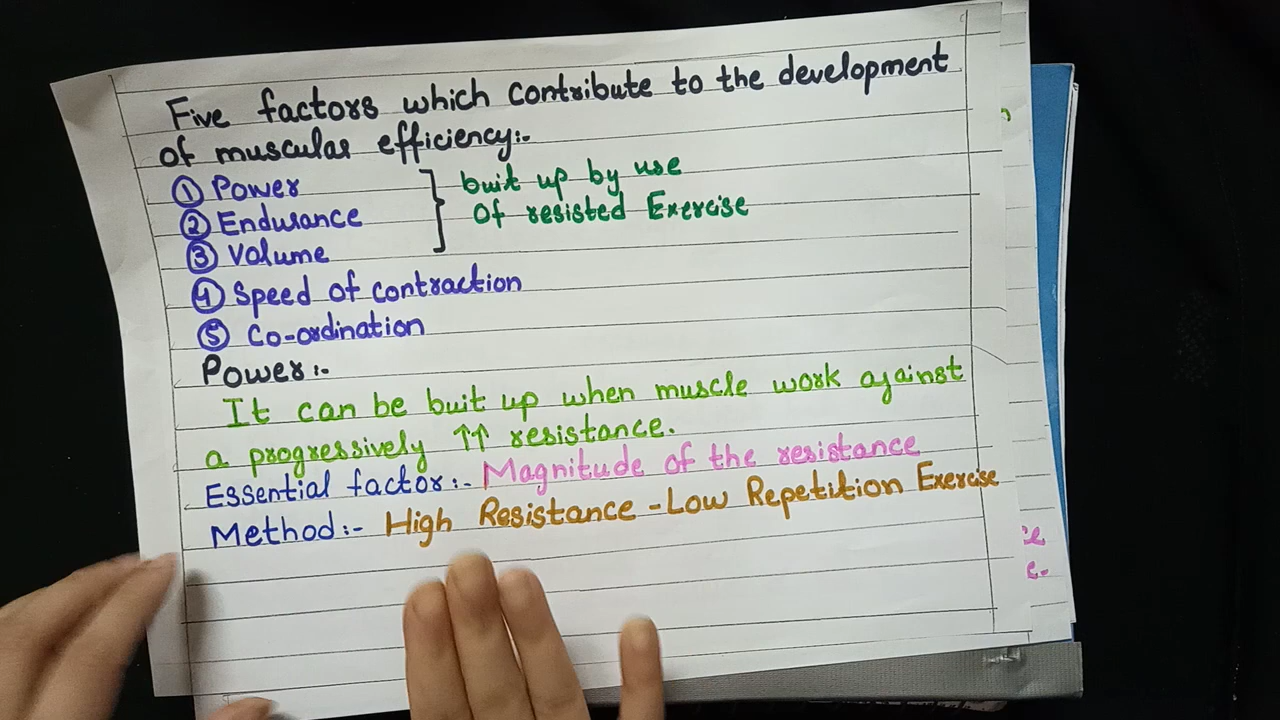 Five factors which contribute to the development
of muscular efficiency:-
① Power
② Endurance
③ Volume
buit up by use
of resisted Exercise
④ Speed of contraction
⑤ Co-ordination
Power:-
It can be buit up when muscle work against
a progressively ↑↑ resistance.
Essential factor:- Magnitude of the resistance
Method:- High Resistance - Low Repetition Exercise